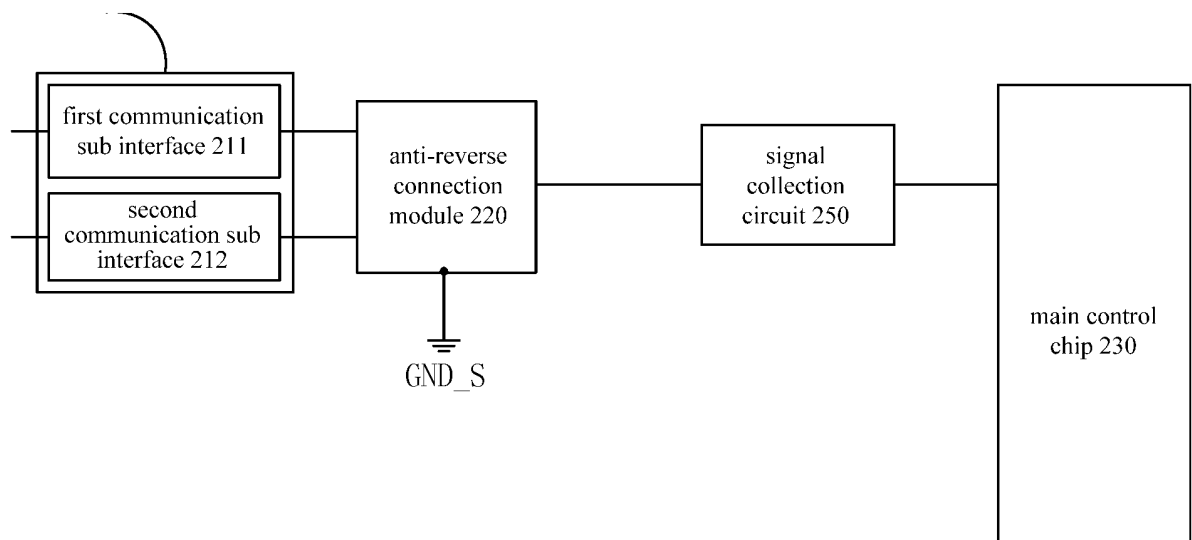 first communication
sub interface 211
second
communication sub
interface 212
anti-reverse
connection
module 220
GND_S
signal
collection
circuit 250
main control
chip 230